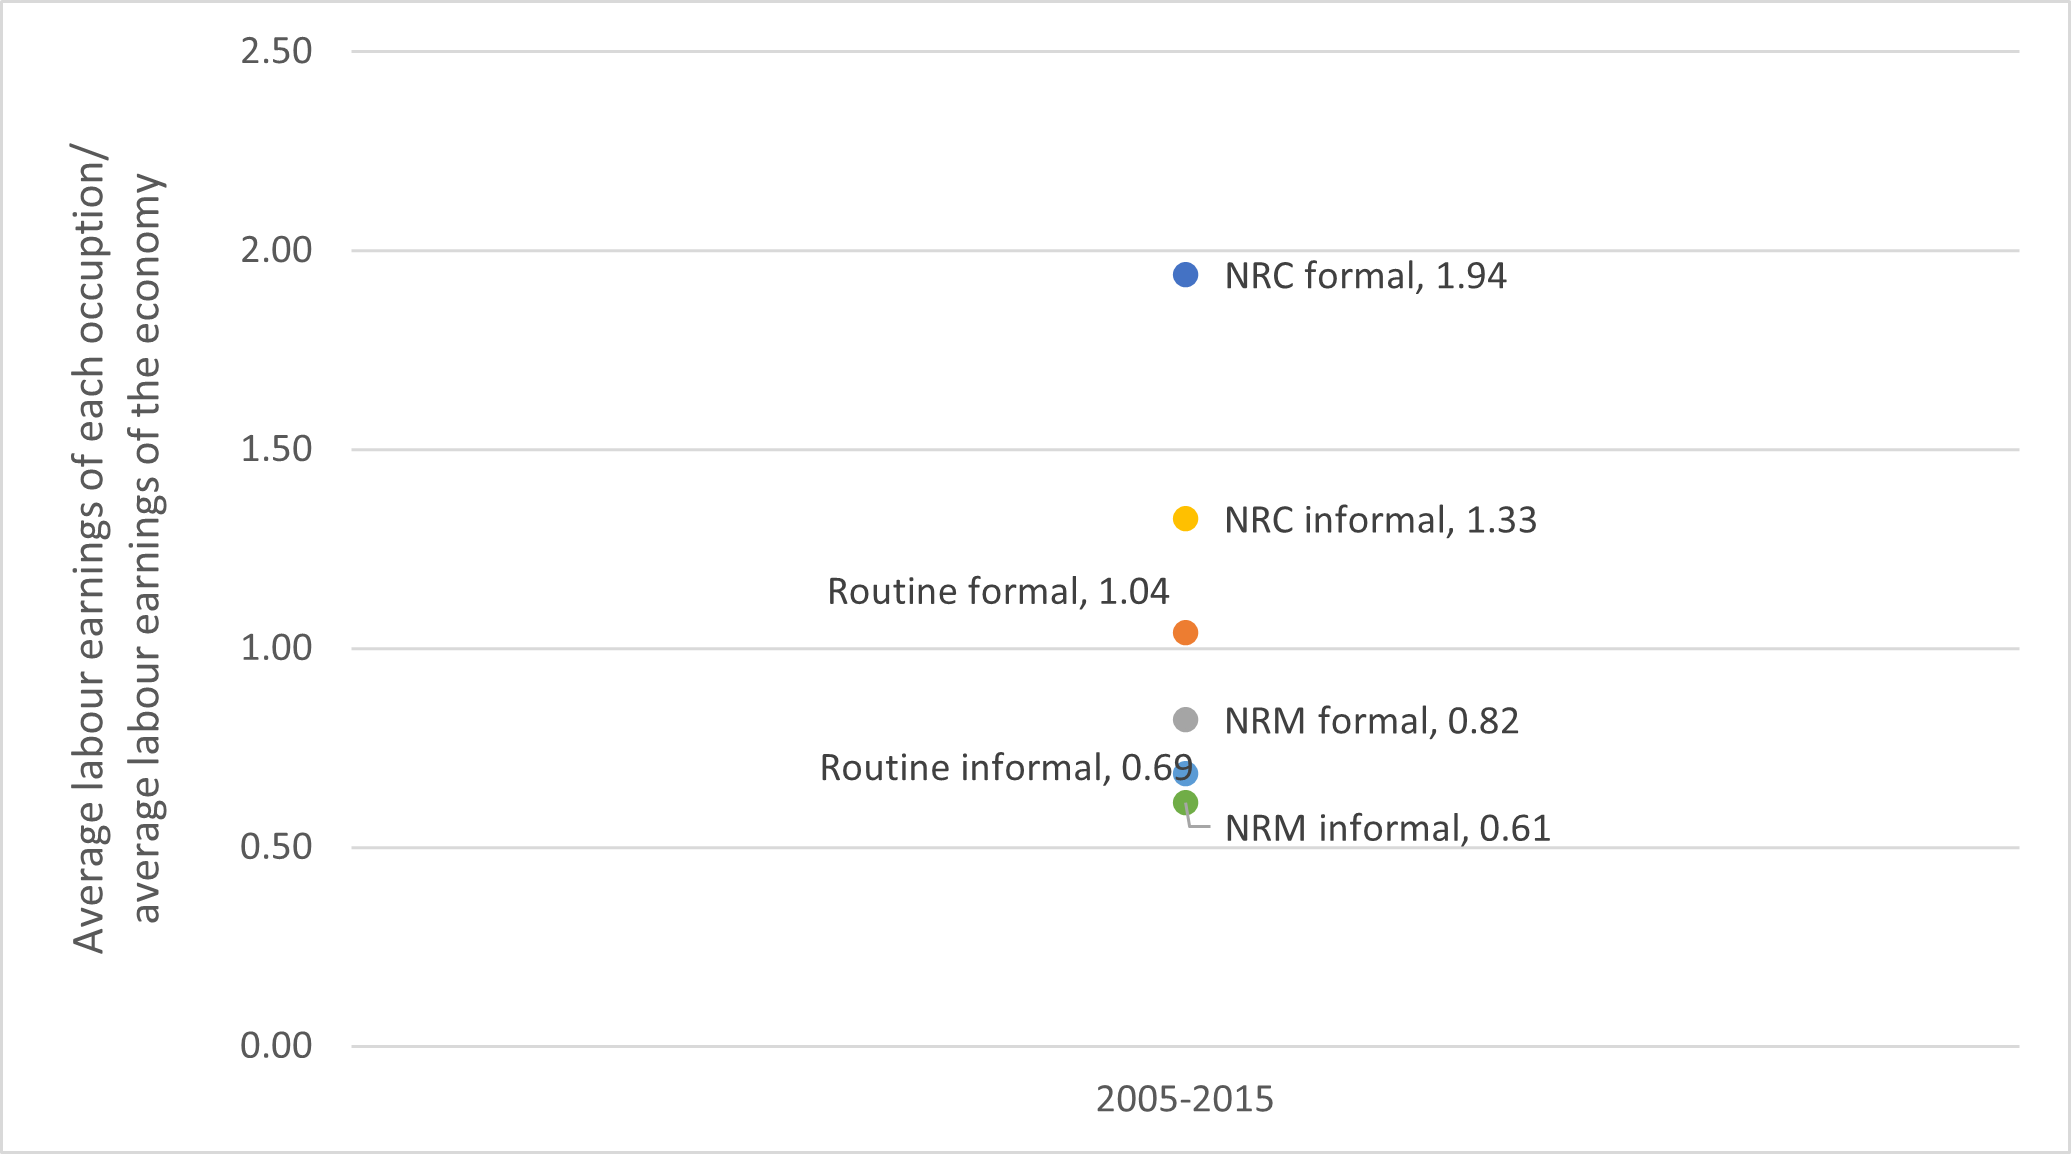 Average labour earnings of each occuption/
average labour earnings of the economy
2.50
2.00
1.50
1.00
0.50
0.00
NRC formal, 1.94
NRC informal, 1.33
Routine formal, 1.04
NRM formal, 0.82
Routine informal, 0.69
NRM informal, 0.61
2005-2015